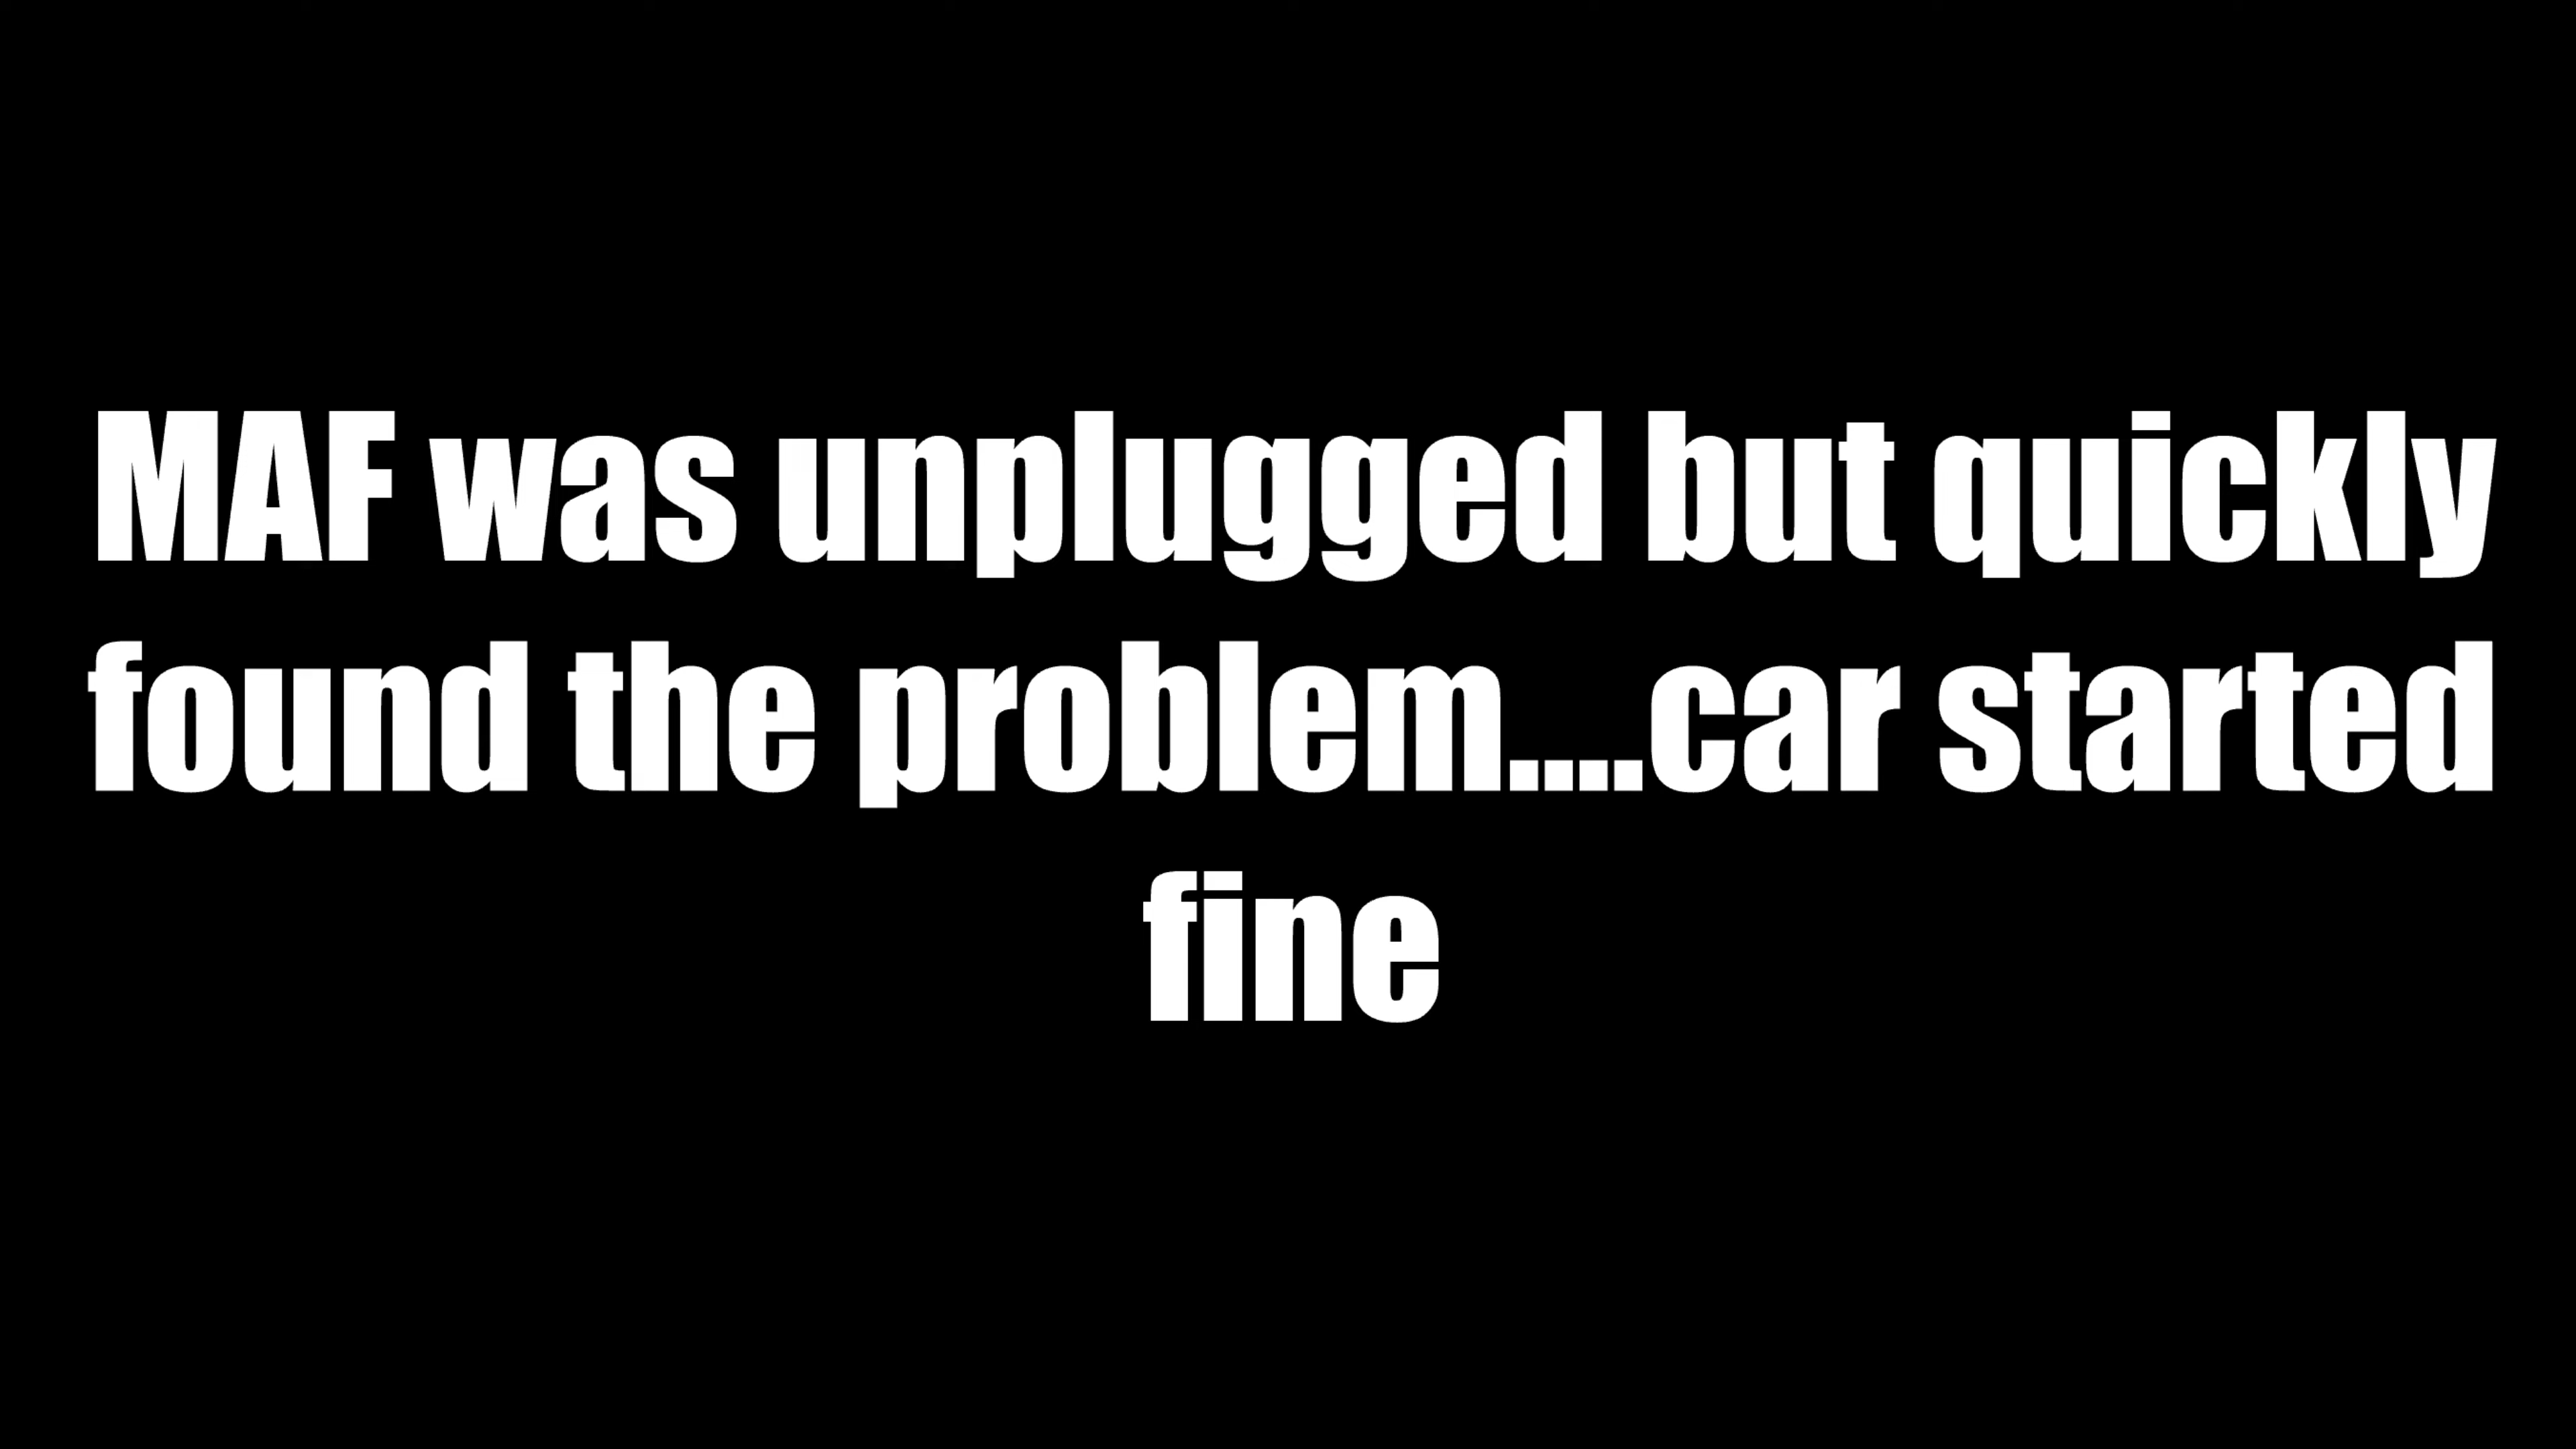 MAF was unplugged but quickly
found the problem....car started
fine